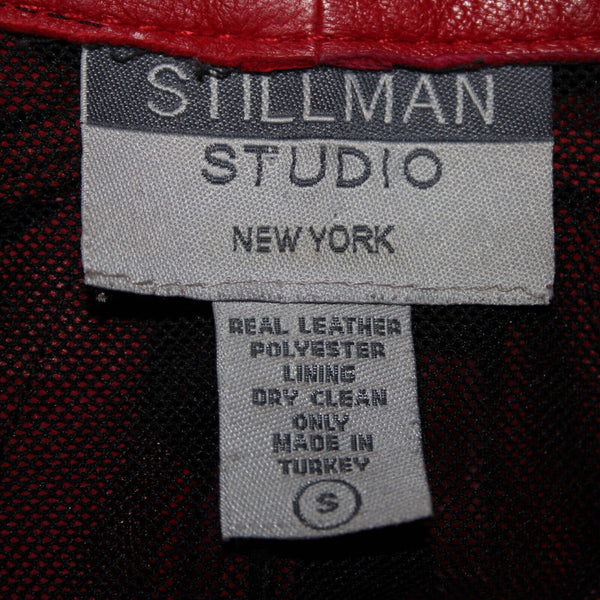 STILLMAN
STUDIO
NEW YORK
REAL LEATHER
POLYESTER
LINING
DRY CLEAN
ONLY
MADE IN
TURKEY
S